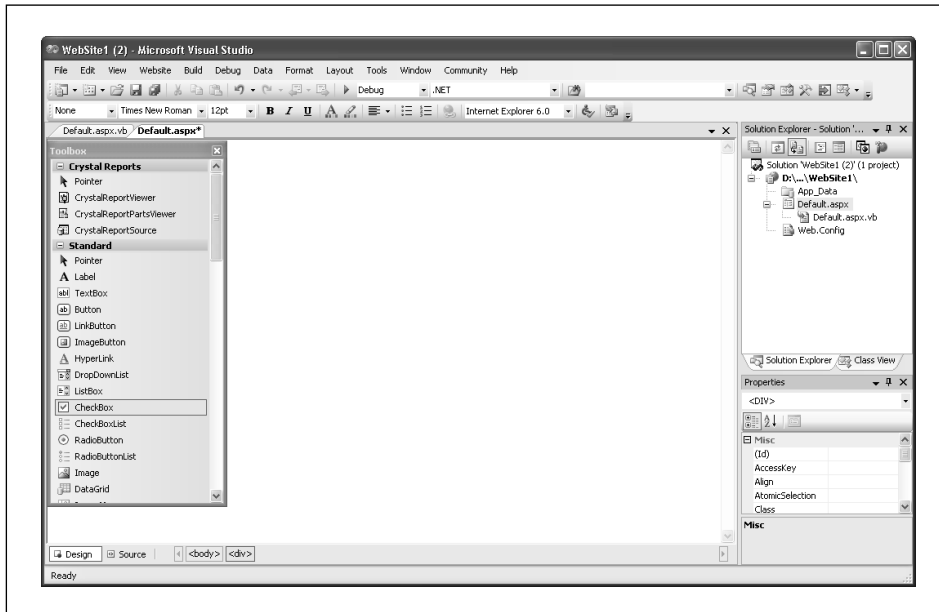 WebSite1 (2) - Microsoft Visual Studio
File Edit View Website Build Debug Data Format Layout Tools Window Community Help
Debug .NET
None Times New Roman 12pt B I U Internet Explorer 6.0
Default.aspx.vb Default.aspx*
Toolbox
Crystal Reports
Pointer
CrystalReportViewer
CrystalReportPartsViewer
CrystalReportSource
Standard
Pointer
A Label
abl TextBox
ab Button
ab LinkButton
ImageButton
A HyperLink
DropDownList
ListBox
CheckBox
CheckBoxList
RadioButton
RadioButtonList
Image
DataGrid
Design Source <body> <div>
Ready
Solution Explorer - Solution '...
Solution 'WebSite1 (2)' (1 project)
D:\...\WebSite1\
App_Data
Default.aspx
Default.aspx.vb
Web.Config
Solution Explorer Class View
Properties
<DIV>
Misc
(Id)
AccessKey
Align
AtomicSelection
Class
Misc